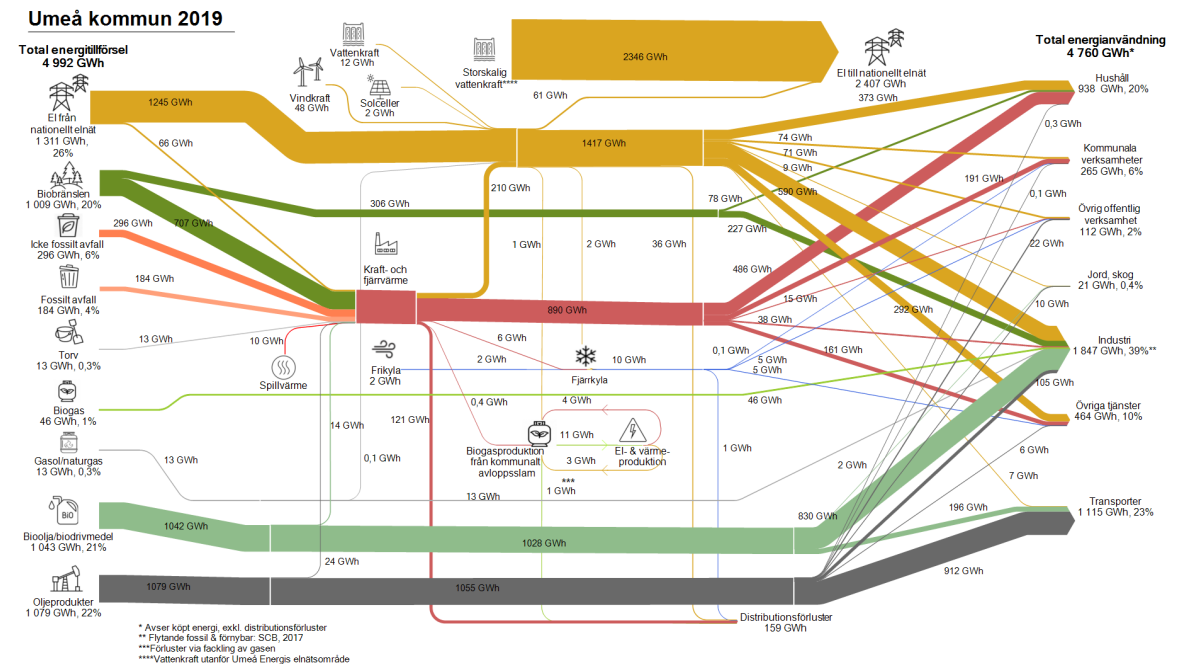 Umeå kommun 2019
Total energitillförsel
4 992 GWh
El från
nationellt elnät
1 311 GWh,
26%
Biobränslen
1 009 GWh, 20%
Icke fossilt avfall
296 GWh, 6%
Fossilt avfall
184 GWh, 4%
Torv
13 GWh, 0,3%
Biogas
46 GWh, 1%
Gasol/naturgas
13 GWh, 0,3%
BiO
Bioolja/biodrivmedel
1 043 GWh, 21%
Oljeprodukter
1 079 GWh, 22%
1245 GWh
66 GWh
306 GWh
707 GWh
296 GWh
184 GWh
13 GWh
10 GWh
Spillvärme
13 GWh
14 GWh
0,1 GWh
1042 GWh
24 GWh
1079 GWh
Vattenkraft
12 GWh
Vindkraft
48 GWh
Solceller
2 GWh
Storskalig
vattenkraft****
2346 GWh
61 GWh
El till nationellt elnät
2 407 GWh
1417 GWh
210 GWh
1 GWh
2 GWh
36 GWh
Kraft- och
fjärrvärme
890 GWh
6 GWh
2 GWh
Frikyla
2 GWh
0,4 GWh
121 GWh
Fjärrkyla
10 GWh
4 GWh
11 GWh
3 GWh
Biogasproduktion
från kommunalt
avloppsslam
El- & värme-
produktion
***
1 GWh
13 GWh
1028 GWh
1055 GWh
373 GWh
74 GWh
71 GWh
9 GWh
590 GWh
78 GWh
227 GWh
191 GWh
486 GWh
15 GWh
38 GWh
292 GWh
161 GWh
0,1 GWh
5 GWh
5 GWh
46 GWh
1 GWh
2 GWh
830 GWh
0,3 GWh
0,1 GWh
22 GWh
10 GWh
105 GWh
6 GWh
7 GWh
196 GWh
912 GWh
Distributionsförluster
159 GWh
Total energianvändning
4 760 GWh*
Hushåll
938 GWh, 20%
Kommunala
verksamheter
265 GWh, 6%
Övrig offentlig
verksamhet
112 GWh, 2%
Jord, skog
21 GWh, 0,4%
Industri
1 847 GWh, 39%**
Övriga tjänster
464 GWh, 10%
Transporter
1 115 GWh, 23%
* Avser köpt energi, exkl. distributionsförluster
** Flytande fossil & förnybar: SCB, 2017
***Förluster via fackling av gasen
****Vattenkraft utanför Umeå Energis elnätsområde